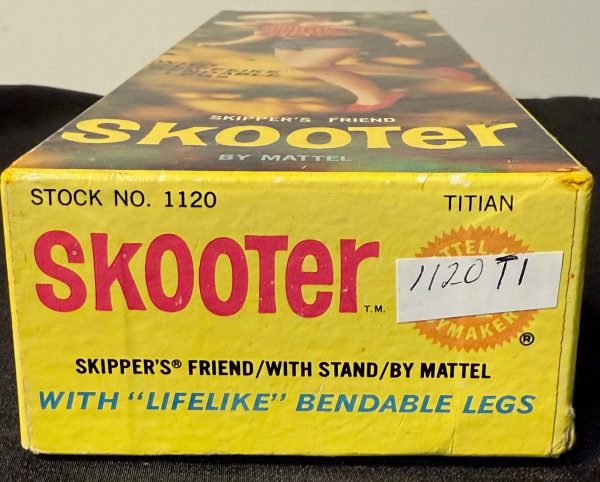 SKIPPER'S FRIEND
SKOOTER
BY MATTEL
STOCK NO. 1120
TITIAN
SKOOTER
T.M.
1120 TI
®
SKIPPER'S® FRIEND/WITH STAND/BY MATTEL
WITH "LIFELIKE" BENDABLE LEGS